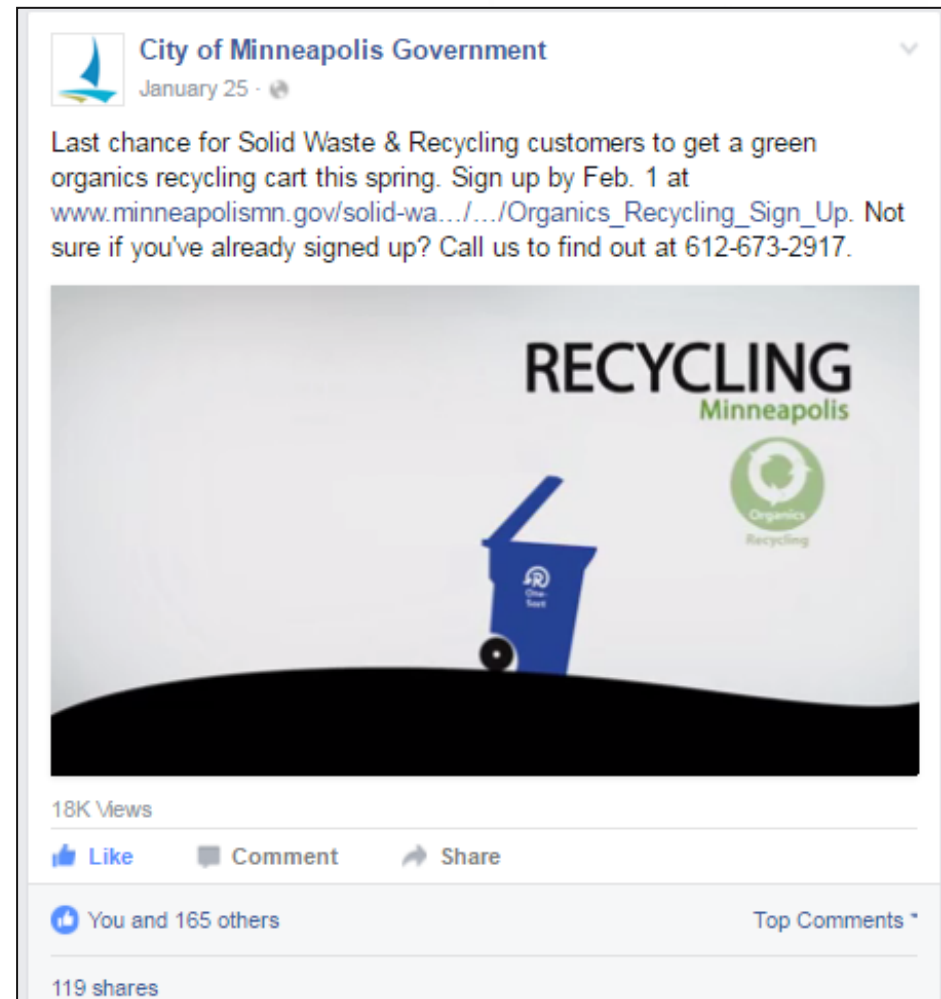 City of Minneapolis Government
January 25 ·
Last chance for Solid Waste & Recycling customers to get a green
organics recycling cart this spring. Sign up by Feb. 1 at
www.minneapolismn.gov/solid-wa.../.../Organics_Recycling_Sign_Up. Not
sure if you've already signed up? Call us to find out at 612-673-2917.
RECYCLING
Minneapolis
Organics
Recycling
R
One-
Sort
18K Views
Like Comment Share
You and 165 others Top Comments
119 shares